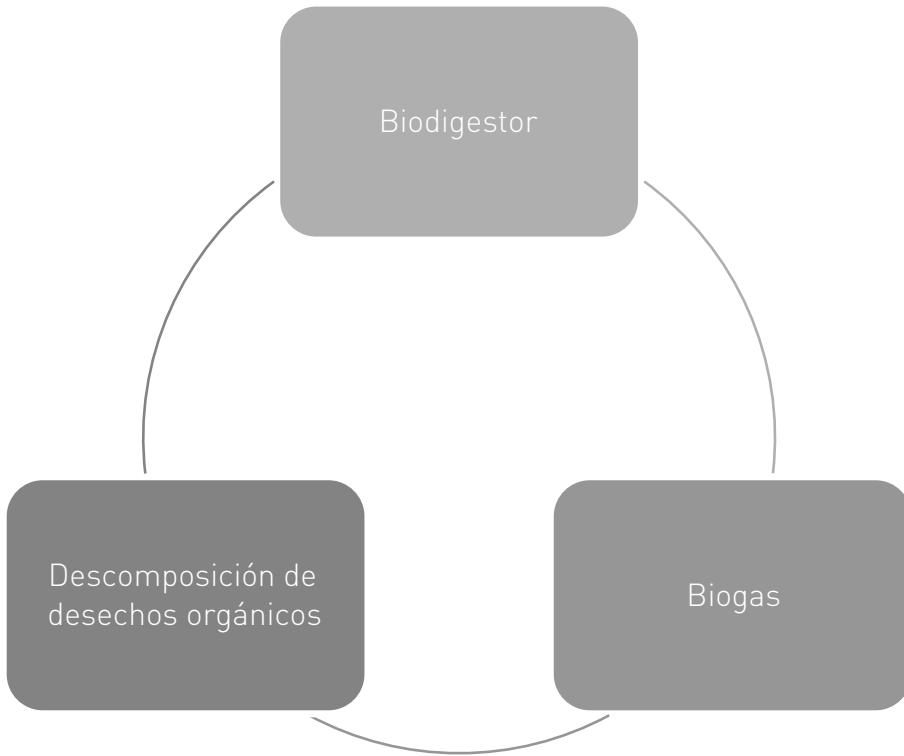 Biodigestor
Descomposición de
desechos orgánicos
Biogas